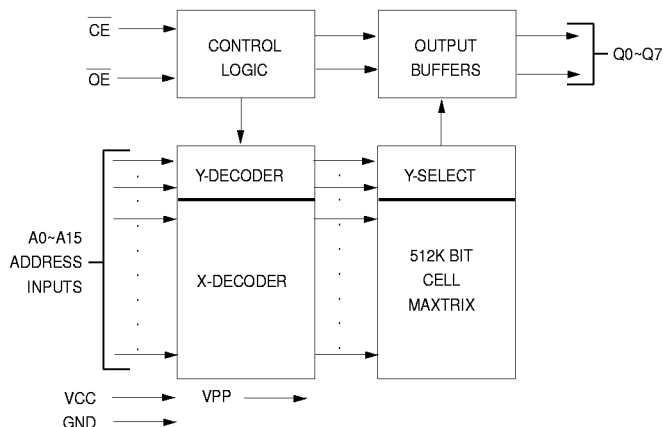 CE
OE
CONTROL
LOGIC
OUTPUT
BUFFERS
Q0~Q7
A0~A15
ADDRESS
INPUTS
Y-DECODER
X-DECODER
Y-SELECT
512K BIT
CELL
MAXTRIX
VCC
GND
VPP